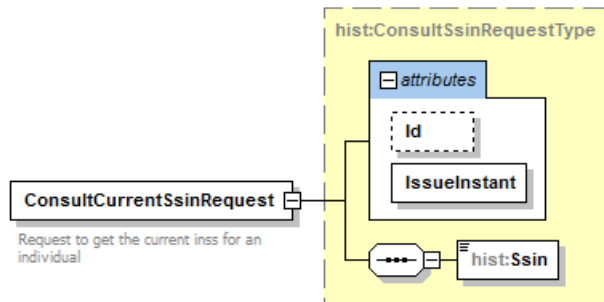 hist:ConsultSsinRequestType
attributes
Id
IssueInstant
ConsultCurrentSsinRequest
Request to get the current inss for an
individual
hist:Ssin